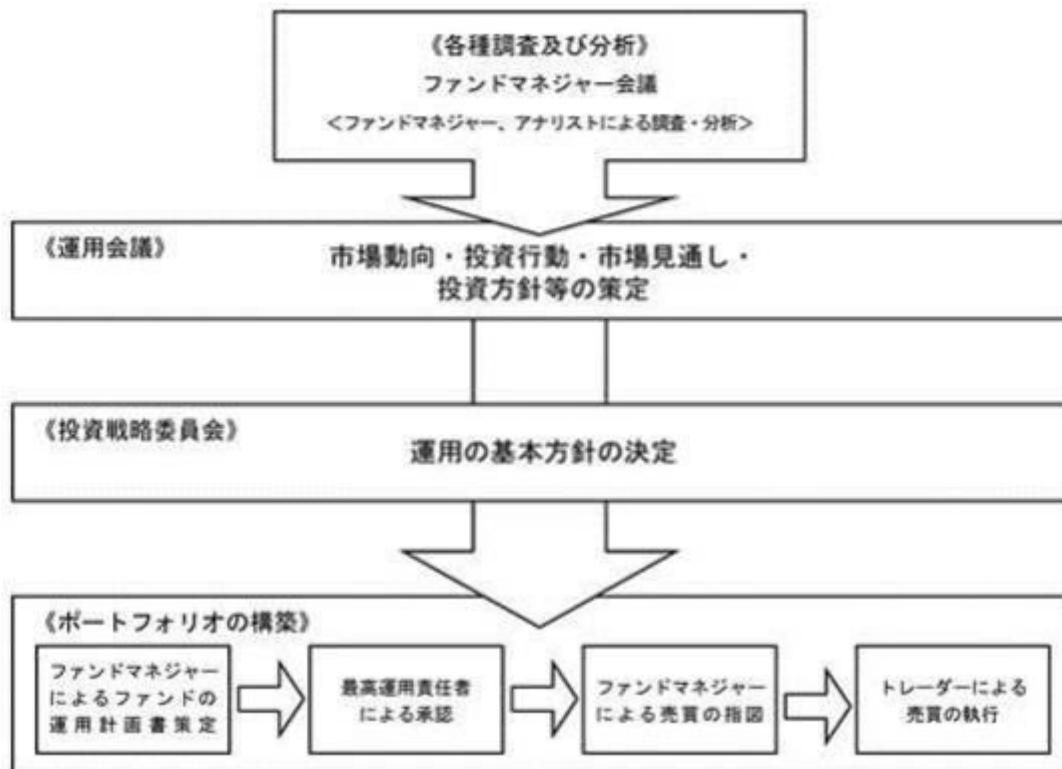 《各種調査及び分析》
ファンドマネジャー会議
＜ファンドマネジャー、アナリストによる調査・分析＞
《運用会議》
市場動向・投資行動・市場見通し・
投資方針等の策定
《投資戦略委員会》
運用の基本方針の決定
《ポートフォリオの構築》
ファンドマネジャー
によるファンドの
運用計画書策定
最高運用責任者
による承認
ファンドマネジャー
による売買の指図
トレーダーによる
売買の執行